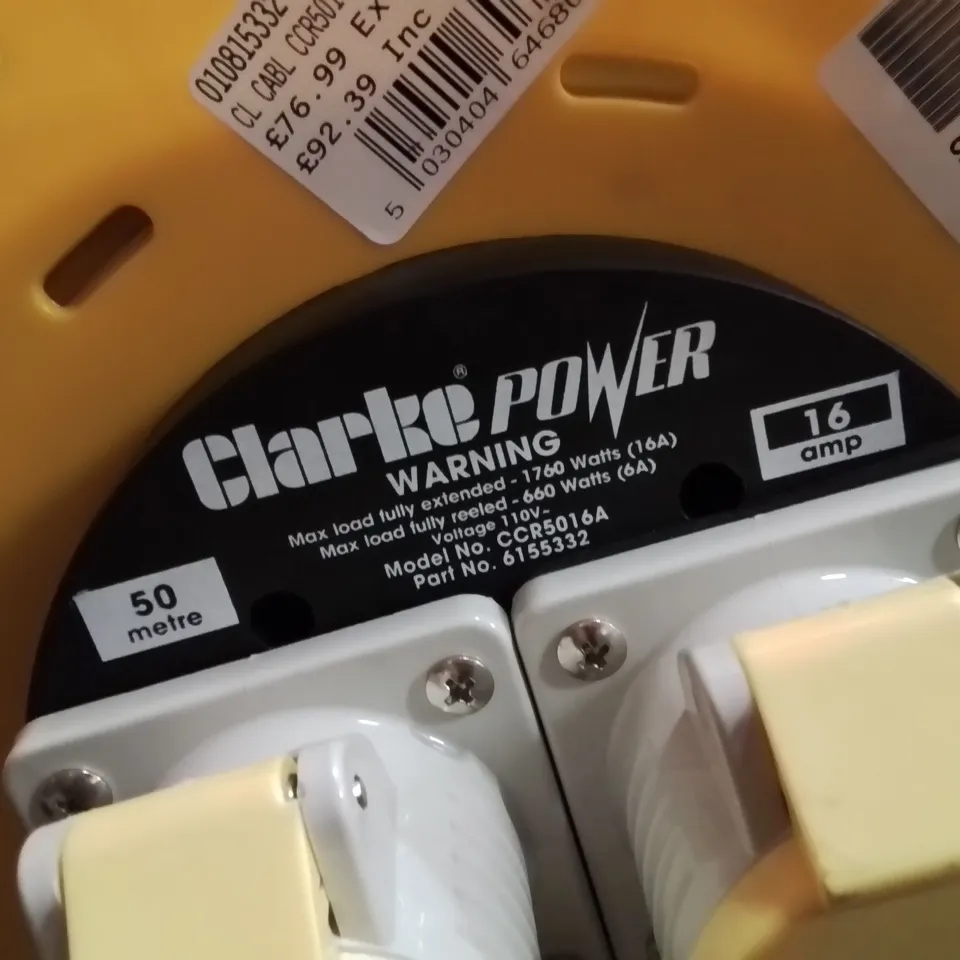 010815332
CL CABL CCR501
£76.99 Ex
£92.39 Inc
5 030404 64686
Clarke® POWER
WARNING
Max load fully extended - 1760 Watts (16A)
Max load fully reeled - 660 Watts (6A)
Voltage 110V~
Model No. CCR5016A
Part No. 6155332
16
amp
50
metre